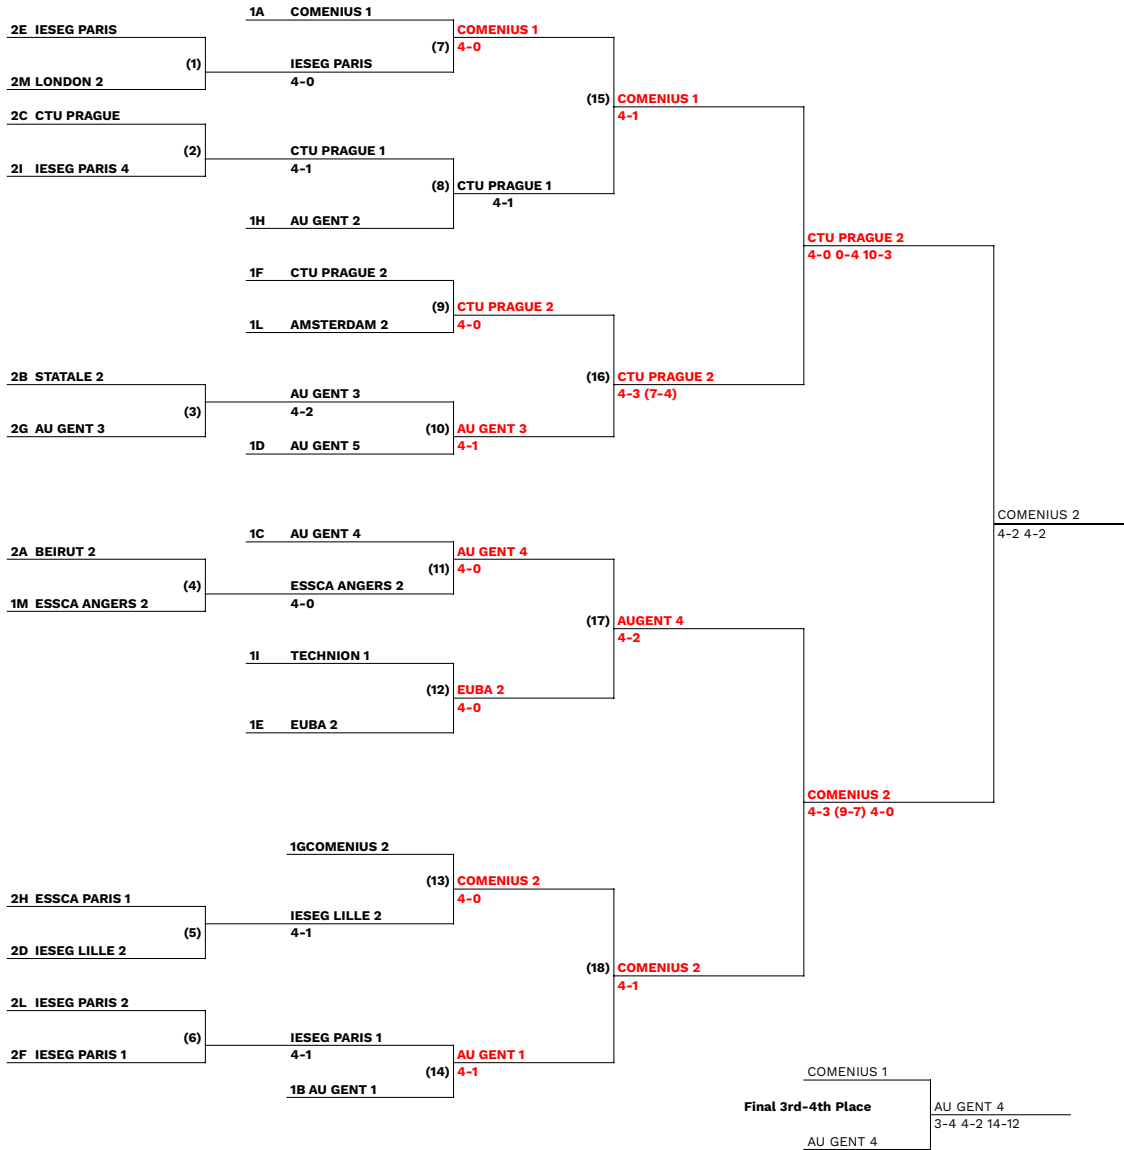 1A COMENIUS 1
2E IESEG PARIS
COMENIUS 1
(7) 4-0
(1) IESEG PARIS
2M LONDON 2
4-0
(15) COMENIUS 1
4-1
2C CTU PRAGUE
(2) CTU PRAGUE 1
4-1
2I IESEG PARIS 4
(8) CTU PRAGUE 1
4-1
1H AU GENT 2
CTU PRAGUE 2
4-0 0-4 10-3
1F CTU PRAGUE 2
(9) CTU PRAGUE 2
4-0
1L AMSTERDAM 2
2B STATALE 2
(16) CTU PRAGUE 2
4-3 (7-4)
AU GENT 3
(3) 4-2
2G AU GENT 3
(10) AU GENT 3
4-1
1D AU GENT 5
COMENIUS 2
4-2 4-2
1C AU GENT 4
2A BEIRUT 2
AU GENT 4
(11) 4-0
(4) ESSCA ANGERS 2
1M ESSCA ANGERS 2
4-0
(17) AUGENT 4
4-2
1I TECHNION 1
(12) EUBA 2
4-0
1E EUBA 2
COMENIUS 2
4-3 (9-7) 4-0
1GCOMENIUS 2
(13) COMENIUS 2
4-0
2H ESSCA PARIS 1
IESEG LILLE 2
(5) 4-1
2D IESEG LILLE 2
(18) COMENIUS 2
4-1
2L IESEG PARIS 2
(6) IESEG PARIS 1
4-1
2F IESEG PARIS 1
AU GENT 1
(14) 4-1
1B AU GENT 1
COMENIUS 1
Final 3rd-4th Place AU GENT 4
3-4 4-2 14-12
AU GENT 4